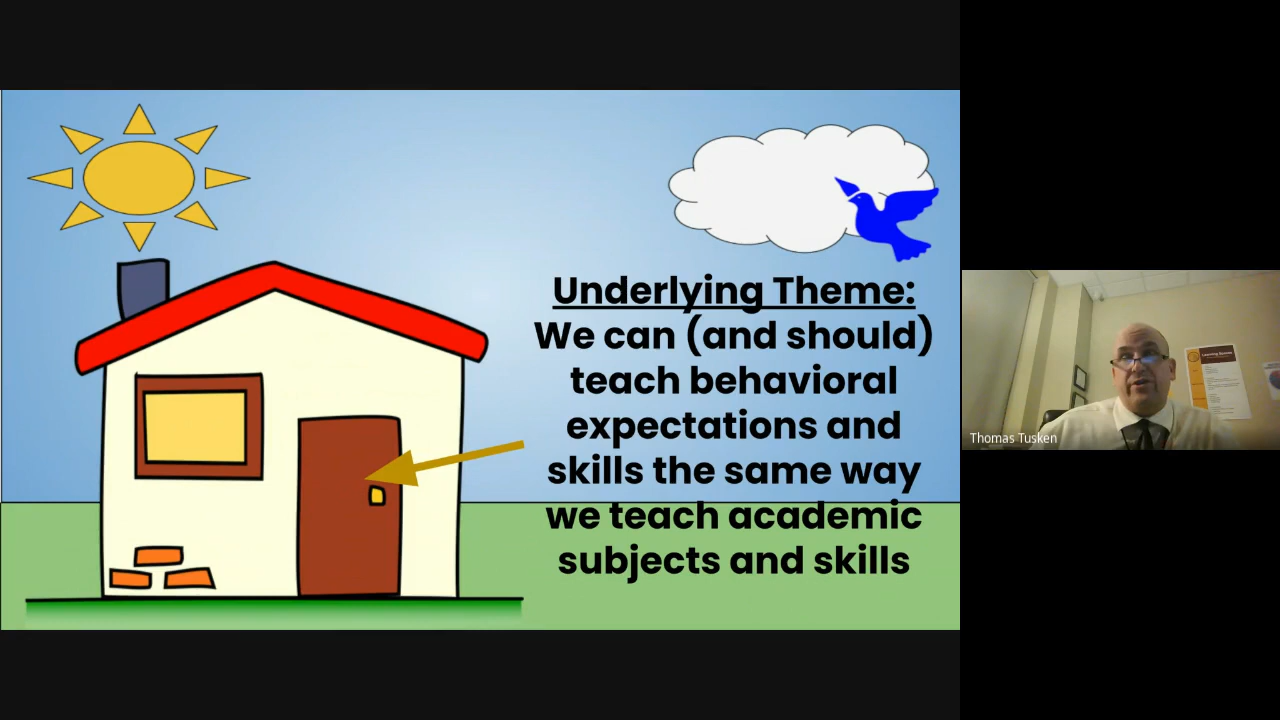 Underlying Theme:
We can (and should)
teach behavioral
expectations and
skills the same way
we teach academic
subjects and skills
Thomas Tusken